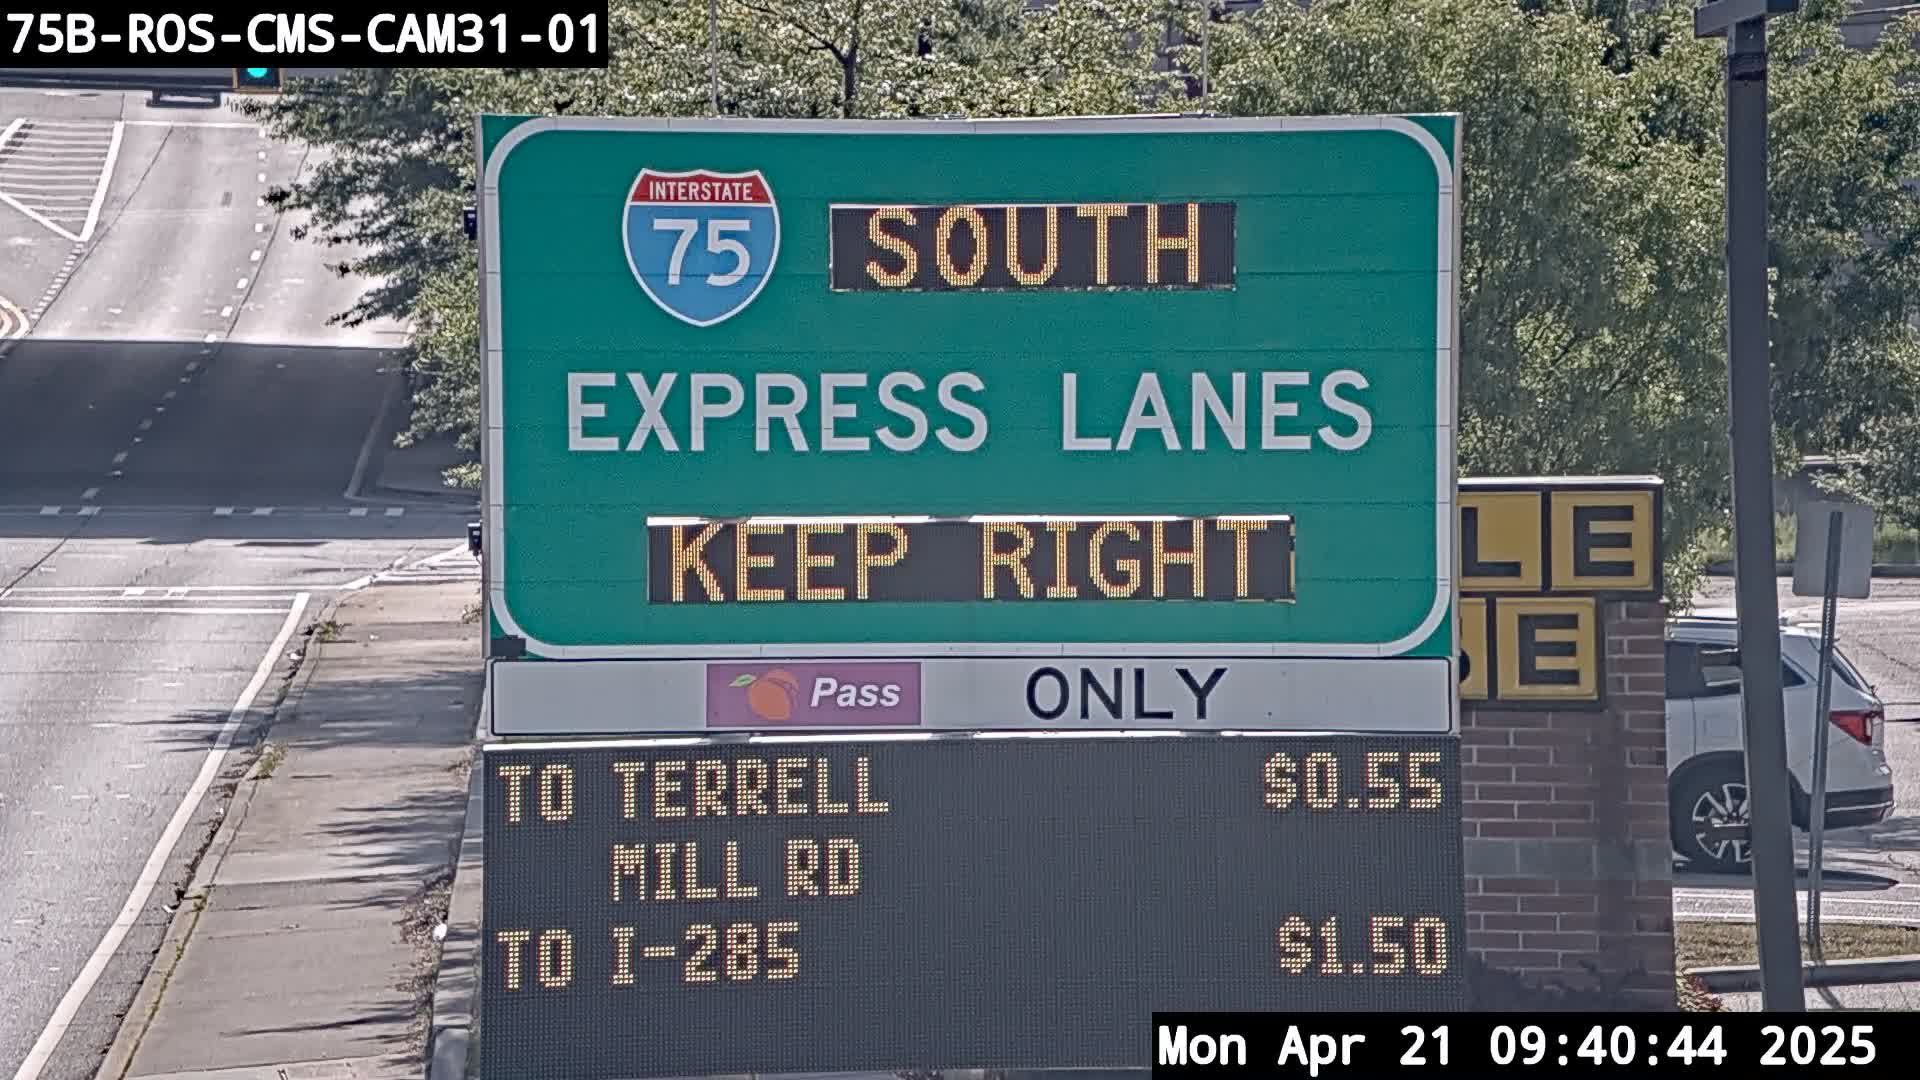 75B-ROS-CMS-CAM31-01
INTERSTATE
75
SOUTH
EXPRESS LANES
KEEP RIGHT
LE
E
Pass ONLY
TO TERRELL $0.55
MILL RD
TO I-285 $1.50
Mon Apr 21 09:40:44 2025